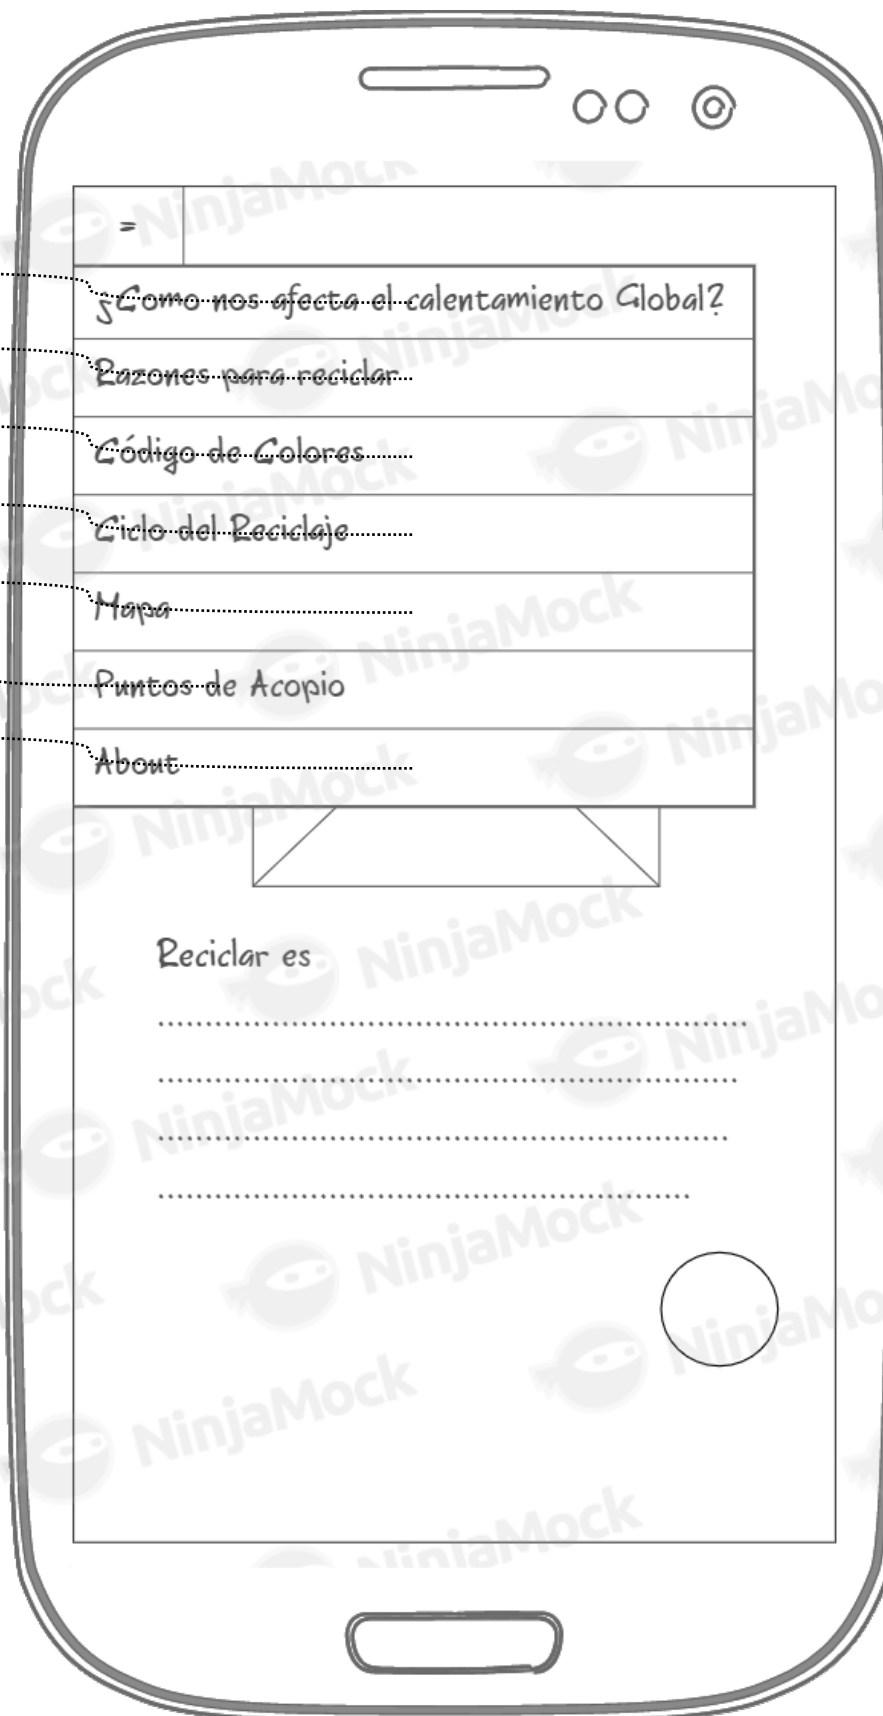 =
¿Como nos afecta el calentamiento Global?
Razones para reciclar
Código de Colores
Ciclo del Reciclaje
Mapa
Puntos de Acopio
About
Reciclar es
................................................................
...............................................................
..............................................................
..........................................................
NinjaMock